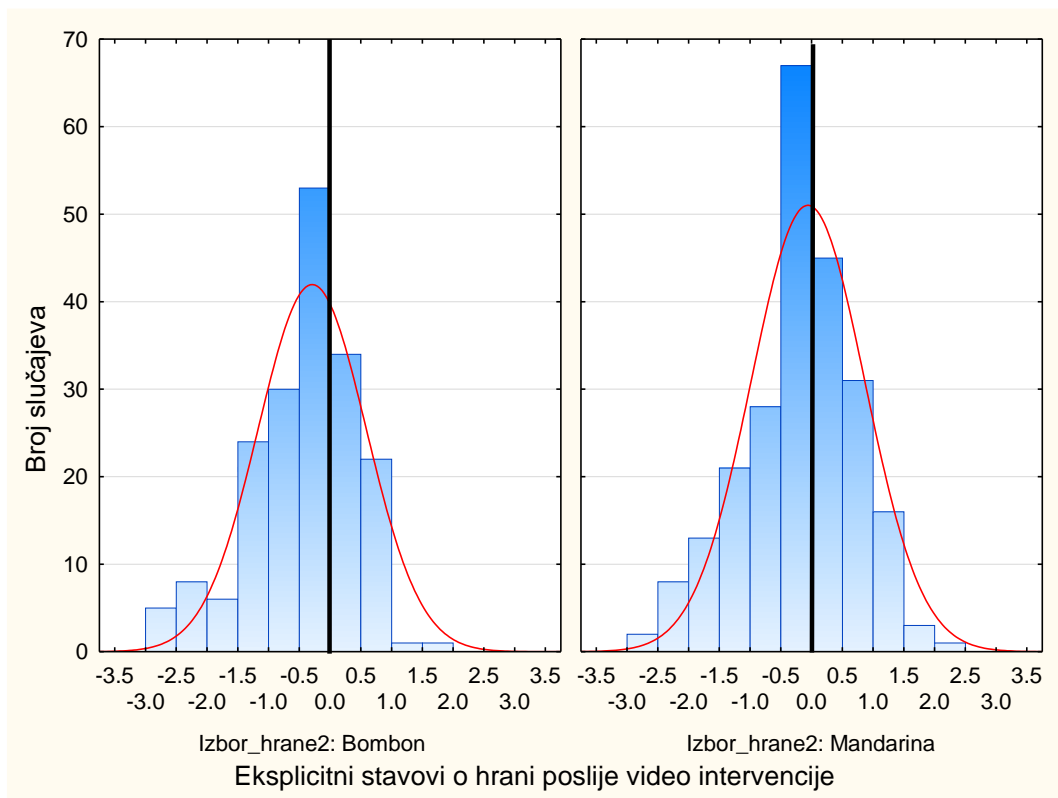 70
60
50
40
30
20
10
0
Broj slučajeva
-3.5 -2.5 -1.5 -0.5 0.5 1.5 2.5 3.5
-3.0 -2.0 -1.0 0.0 1.0 2.0 3.0
Izbor_hrane2: Bombon
-3.5 -2.5 -1.5 -0.5 0.5 1.5 2.5 3.5
-3.0 -2.0 -1.0 0.0 1.0 2.0 3.0
Izbor_hrane2: Mandarina
Eksplicitni stavovi o hrani poslije video intervencije